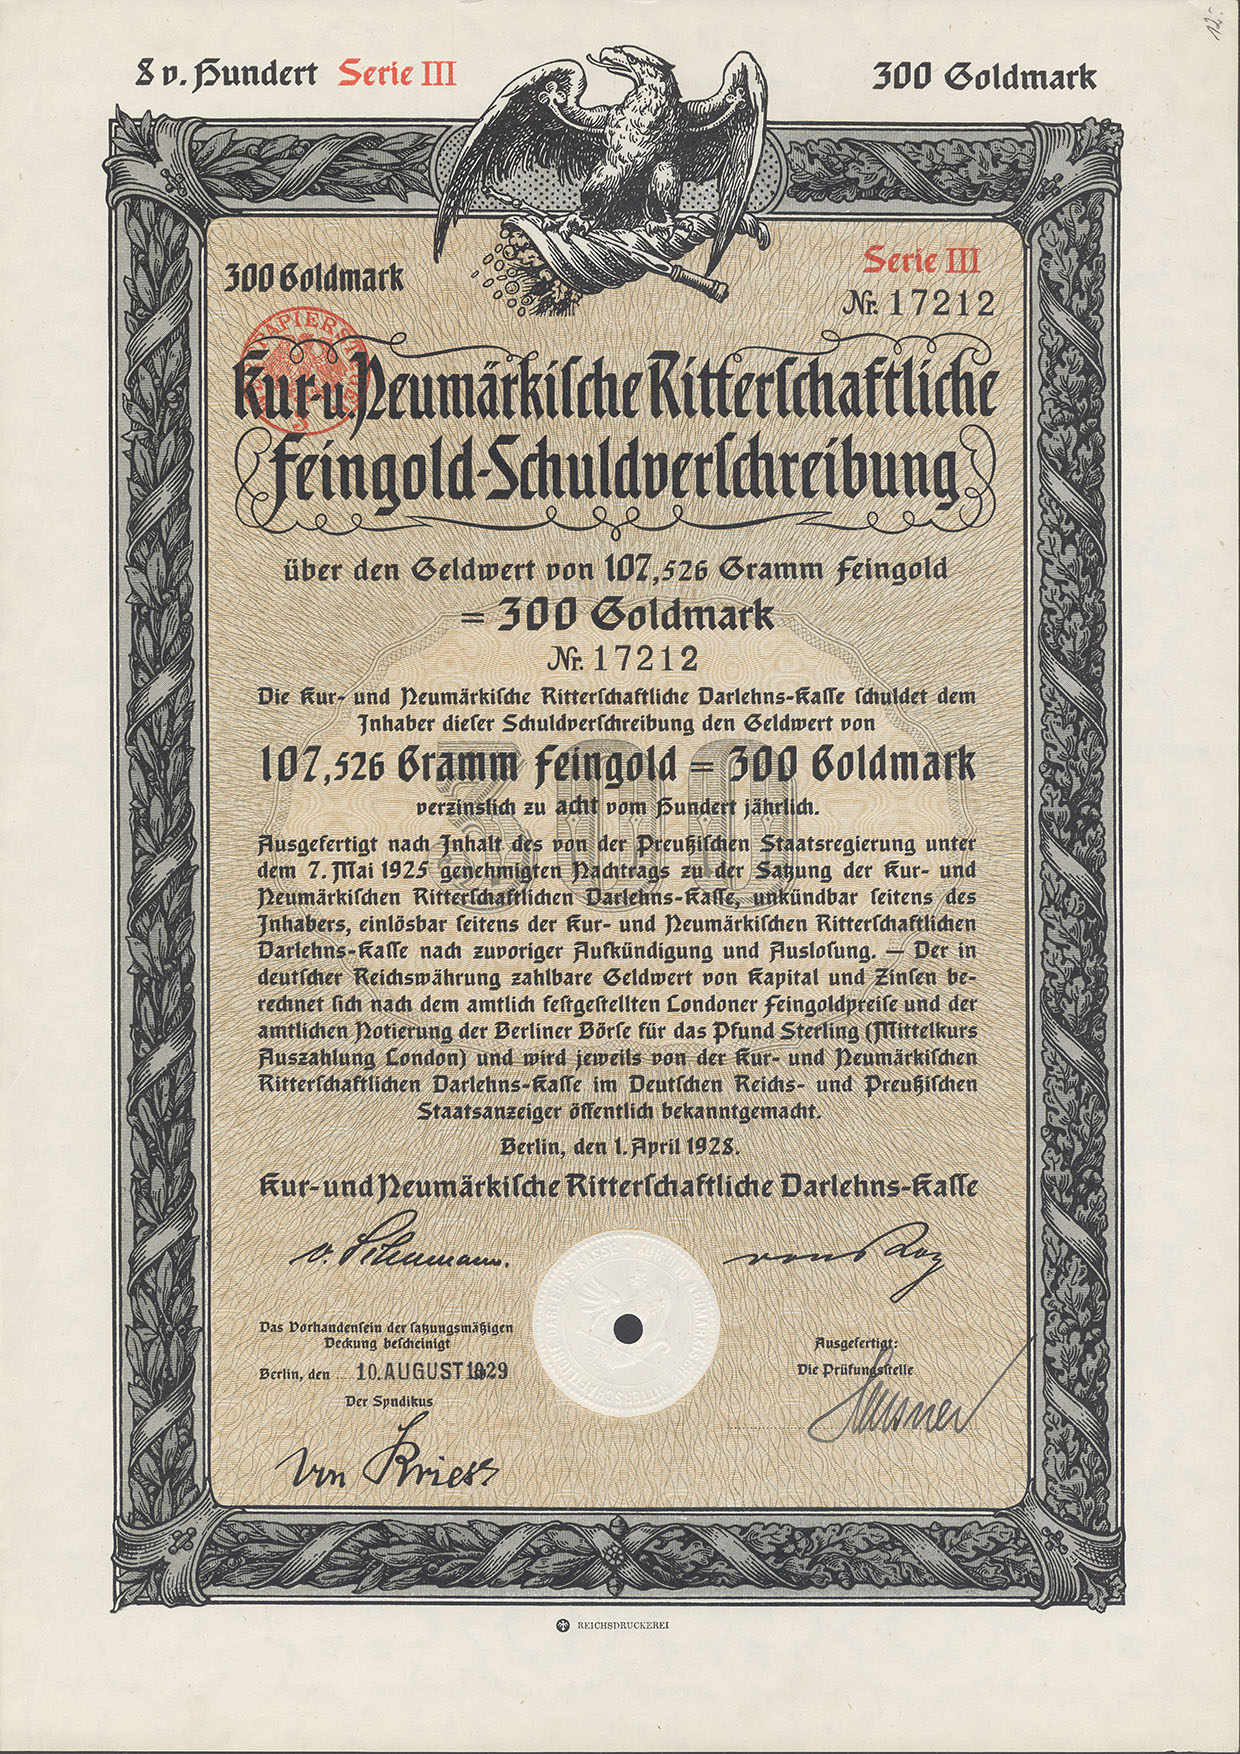 12.
8 v. Hundert Serie III
300 Goldmark
300 Goldmark
Serie III
Nr. 17212
Kur- u. Neumärkische Ritterschaftliche
Feingold-Schuldverschreibung
über den Geldwert von 107,526 Gramm Feingold
= 300 Goldmark
Nr. 17212
Die Kur- und Neumärkische Ritterschaftliche Darlehns-Kasse schuldet dem
Inhaber dieser Schuldverschreibung den Geldwert von
107,526 Gramm Feingold = 300 Goldmark
verzinslich zu acht vom Hundert jährlich.
Ausgefertigt nach Inhalt des von der Preußischen Staatsregierung unter
dem 7. Mai 1925 genehmigten Nachtrags zu der Satzung der Kur- und
Neumärkischen Ritterschaftlichen Darlehns-Kasse, unkündbar seitens des
Inhabers, einlösbar seitens der Kur- und Neumärkischen Ritterschaftlichen
Darlehns-Kasse nach zuvoriger Aufkündigung und Auslosung. — Der in
deutscher Reichswährung zahlbare Geldwert von Kapital und Zinsen be-
rechnet sich nach dem amtlich festgestellten Londoner Feingoldpreise und der
amtlichen Notierung der Berliner Börse für das Pfund Sterling (Mittelkurs
Auszahlung London) und wird jeweils von der Kur- und Neumärkischen
Ritterschaftlichen Darlehns-Kasse im Deutschen Reichs- und Preußischen
Staatsanzeiger öffentlich bekanntgemacht.
Berlin, den 1. April 1928.
Kur- und Neumärkische Ritterschaftliche Darlehns-Kasse
Das Vorhandensein der satzungsmäßigen
Deckung bescheinigt
Berlin, den 10. AUGUST 1929
Der Syndikus
von Kries
Ausgefertigt:
Die Prüfungsstelle
REICHSDRUCKEREI